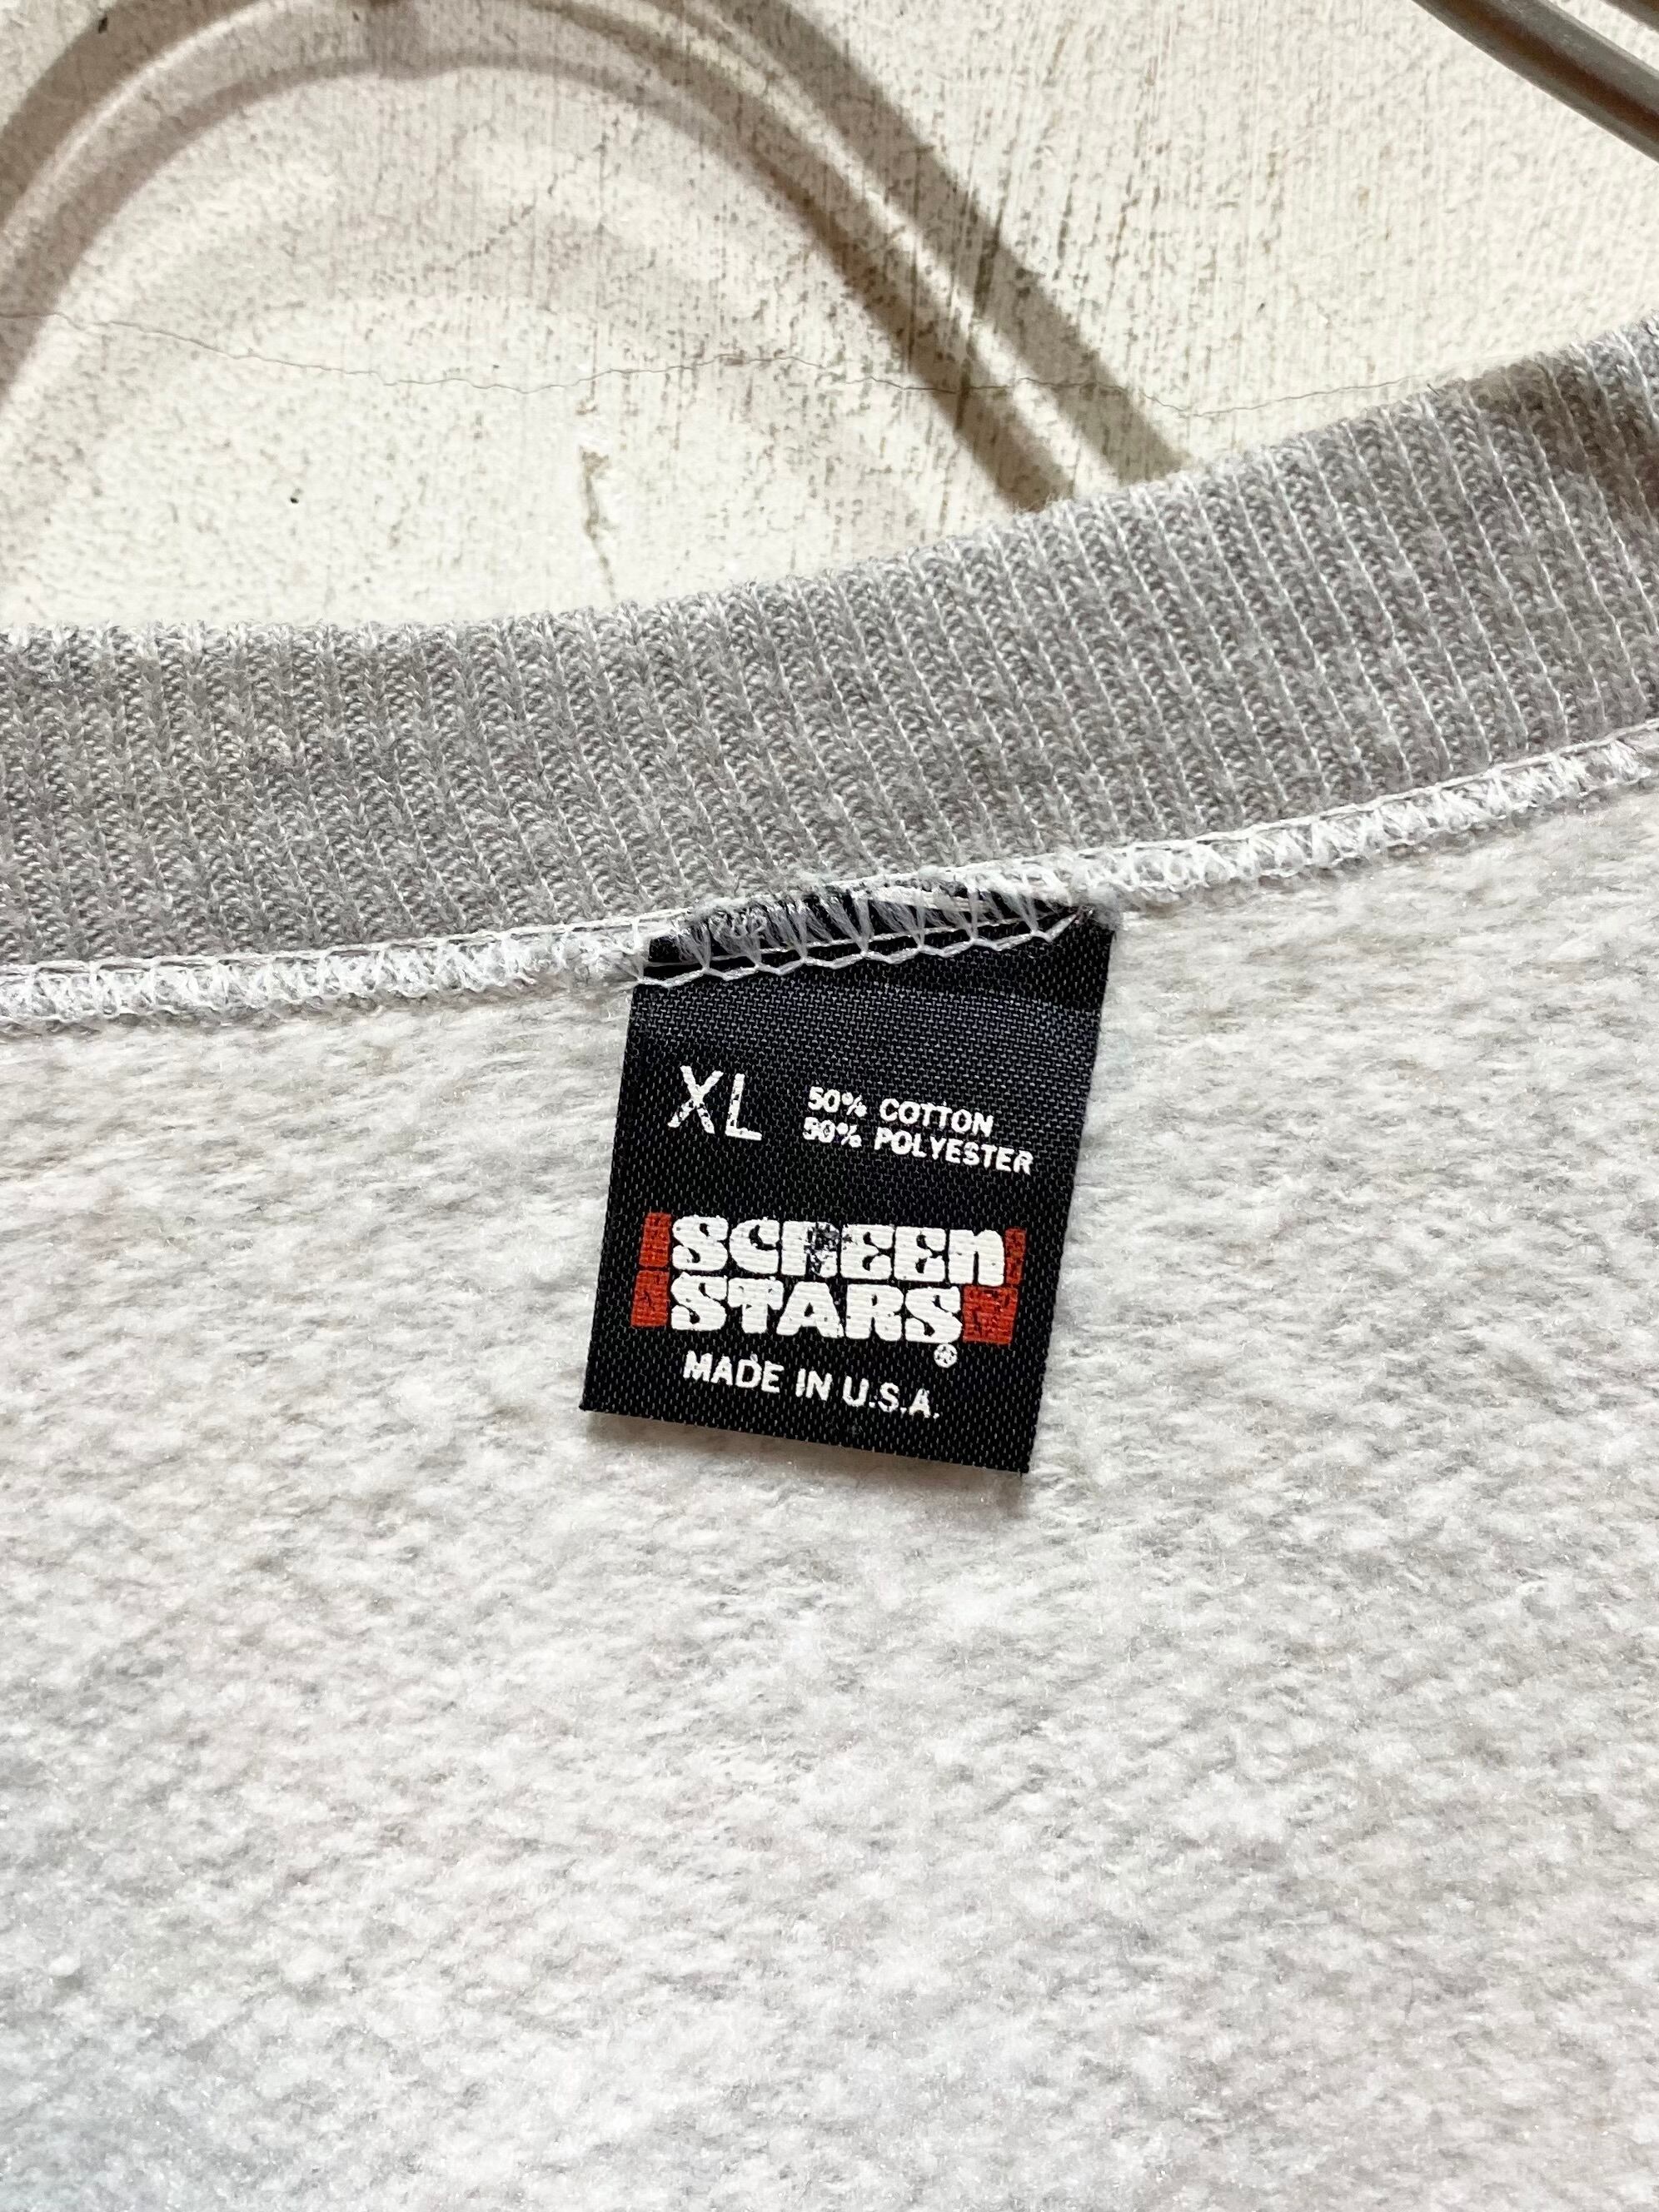 XL 50% COTTON
50% POLYESTER
SCREEN
STARS®
MADE IN U.S.A.